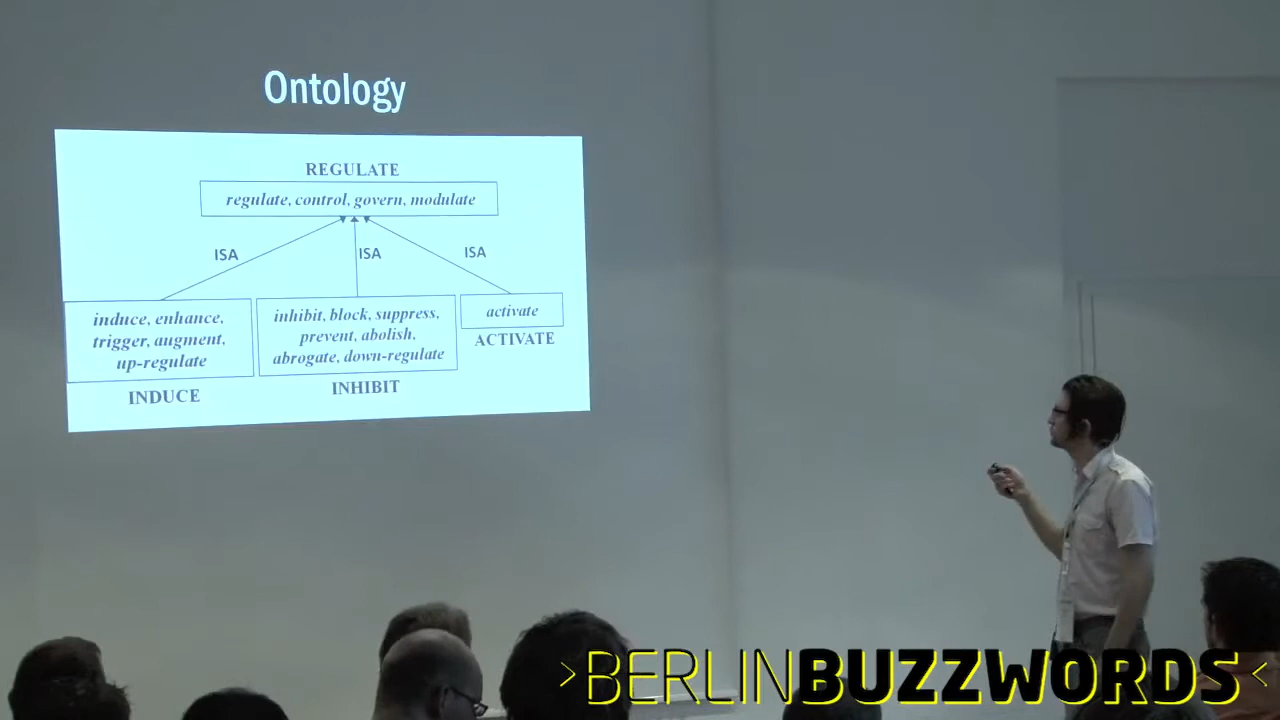 Ontology
REGULATE
regulate, control, govern, modulate
ISA
ISA
ISA
induce, enhance,
trigger, augment,
up-regulate
INDUCE
inhibit, block, suppress,
prevent, abolish,
abrogate, down-regulate
INHIBIT
activate
ACTIVATE
>BERLINBUZZWORDS<